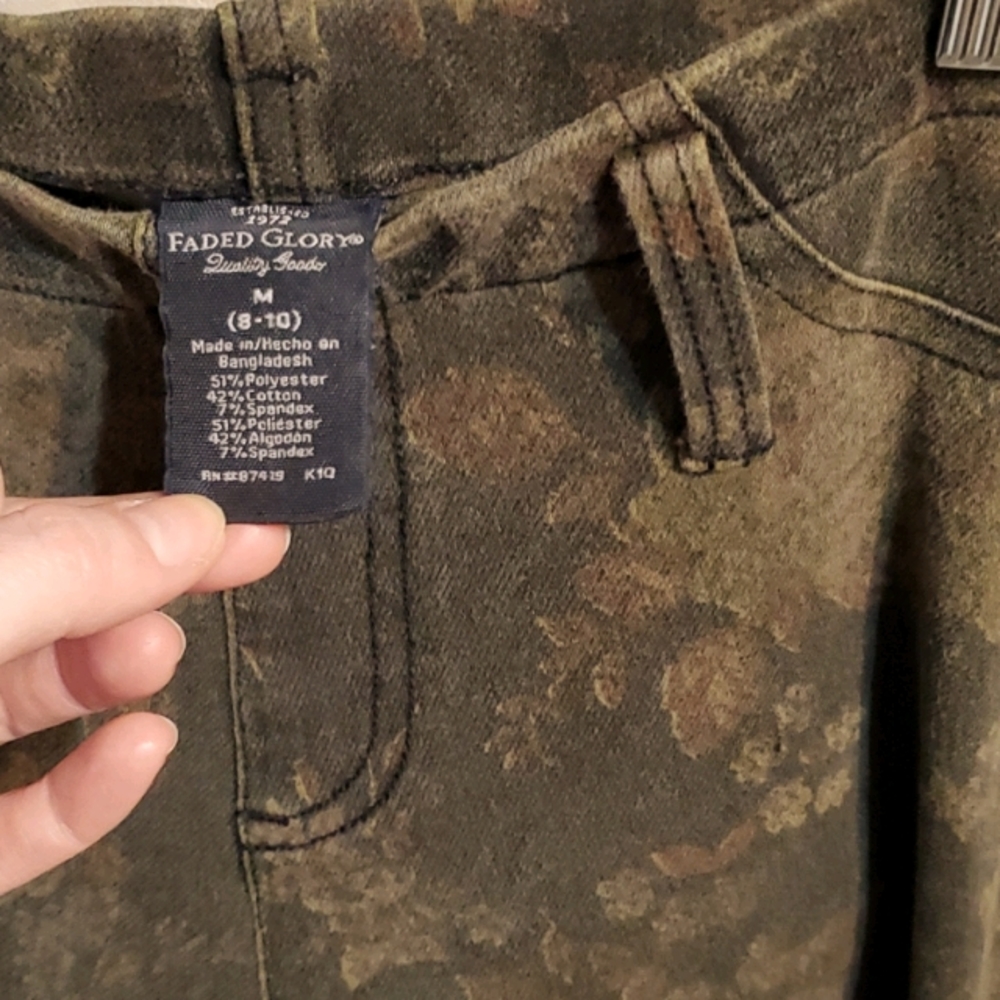 ESTABLISHED
1972
FADED GLORY®
Quality Goods
M
(8-10)
Made in/Hecho en
Bangladesh
51% Polyester
42% Cotton
7% Spandex
51% Poliéster
42% Algodón
7% Spandex
RN #87419 K10